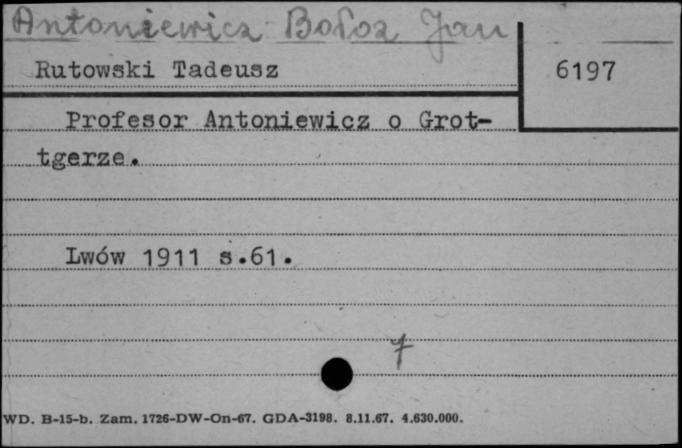 Antoniewicz Bołoz Jan
Rutowski Tadeusz
6197
Profesor Antoniewicz o Grot-
tgerze.
Lwów 1911 s.61.
7
WD. B-15-b. Zam. 1726-DW-On-67. GDA-3198. 8.11.67. 4.630.000.